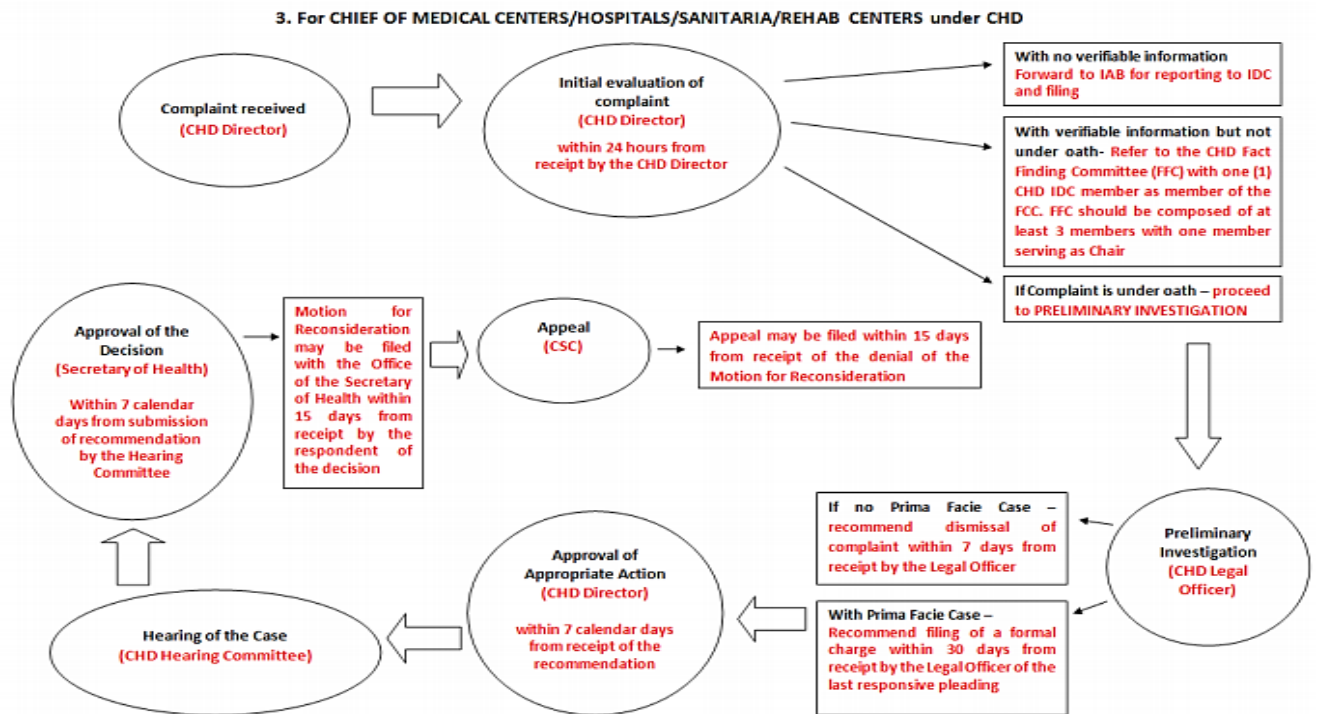 3. For CHIEF OF MEDICAL CENTERS/HOSPITALS/SANITARIA/REHAB CENTERS under CHD
Complaint received
(CHD Director)
Initial evaluation of
complaint
(CHD Director)
within 24 hours from
receipt by the CHD Director
With no verifiable information
Forward to IAB for reporting to IDC
and filing
With verifiable information but not
under oath- Refer to the CHD Fact
Finding Committee (FFC) with one (1)
CHD IDC member as member of the
FCC. FFC should be composed of at
least 3 members with one member
serving as Chair
If Complaint is under oath – proceed
to PRELIMINARY INVESTIGATION
Preliminary
Investigation
(CHD Legal
Officer)
If no Prima Facie Case –
recommend dismissal of
complaint within 7 days from
receipt by the Legal Officer
With Prima Facie Case –
Recommend filing of a formal
charge within 30 days from
receipt by the Legal Officer of the
last responsive pleading
Approval of
Appropriate Action
(CHD Director)
within 7 calendar days
from receipt of the
recommendation
Hearing of the Case
(CHD Hearing Committee)
Approval of the
Decision
(Secretary of Health)
Within 7 calendar
days from submission
of recommendation
by the Hearing
Committee
Motion for
Reconsideration
may be filed
with the Office
of the Secretary
of Health within
15 days from
receipt by the
respondent of
the decision
Appeal
(CSC)
Appeal may be filed within 15 days
from receipt of the denial of the
Motion for Reconsideration